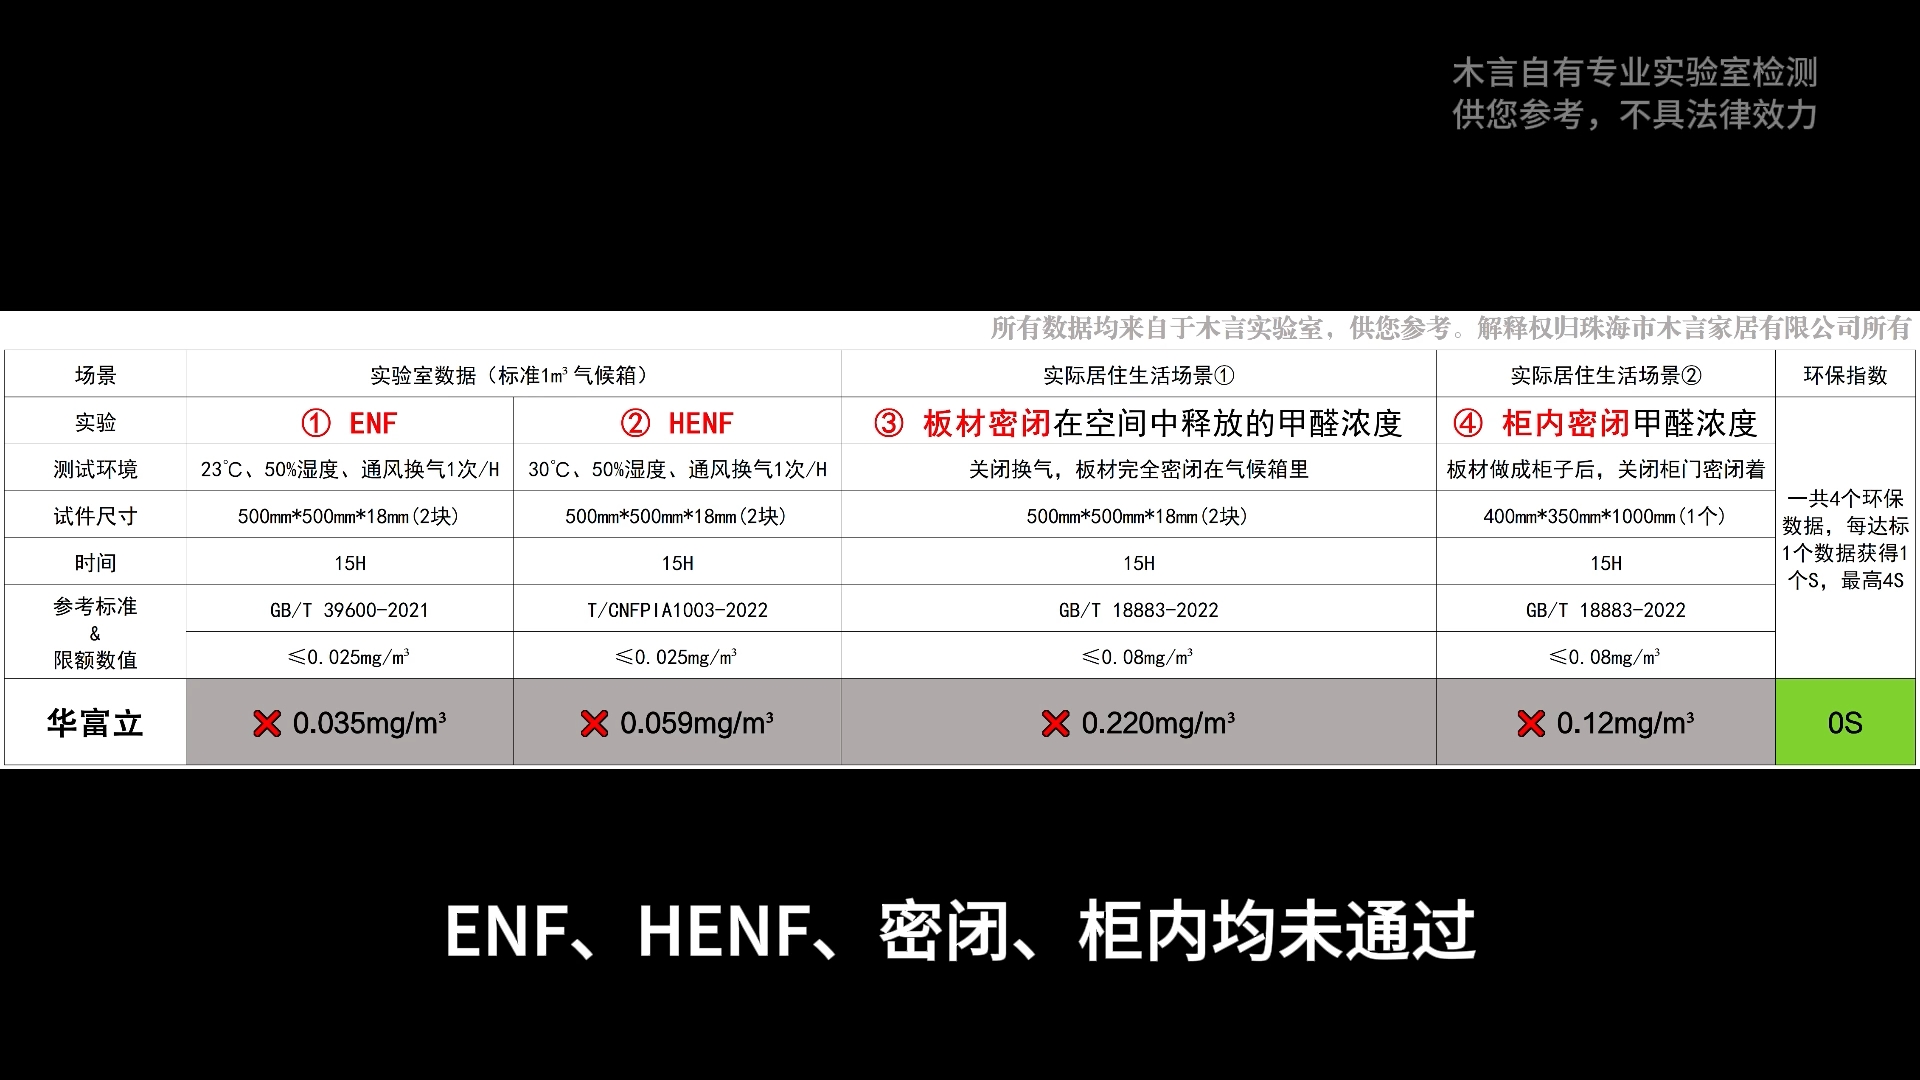 木言自有专业实验室检测
供您参考，不具法律效力
所有数据均来自于木言实验室，供您参考。解释权归珠海市木言家居有限公司所有
场景 实验室数据（标准1m³气候箱） 实际居住生活场景① 实际居住生活场景② 环保指数
实验 ① ENF ② HENF ③ 板材密闭在空间中释放的甲醛浓度 ④ 柜内密闭甲醛浓度
测试环境 23℃、50%湿度、通风换气1次/H 30℃、50%湿度、通风换气1次/H 关闭换气，板材完全密闭在气候箱里 板材做成柜子后，关闭柜门密闭着
试件尺寸 500mm*500mm*18mm(2块) 500mm*500mm*18mm(2块) 500mm*500mm*18mm(2块) 400mm*350mm*1000mm(1个)
时间 15H 15H 15H 15H
参考标准
&
限额数值
GB/T 39600-2021 T/CNFPIA1003-2022 GB/T 18883-2022 GB/T 18883-2022
≤0.025mg/m³ ≤0.025mg/m³ ≤0.08mg/m³ ≤0.08mg/m³
一共4个环保
数据，每达标
1个数据获得1
个S，最高4S
华富立 ❌ 0.035mg/m³ ❌ 0.059mg/m³ ❌ 0.220mg/m³ ❌ 0.12mg/m³ 0S
ENF、HENF、密闭、柜内均未通过